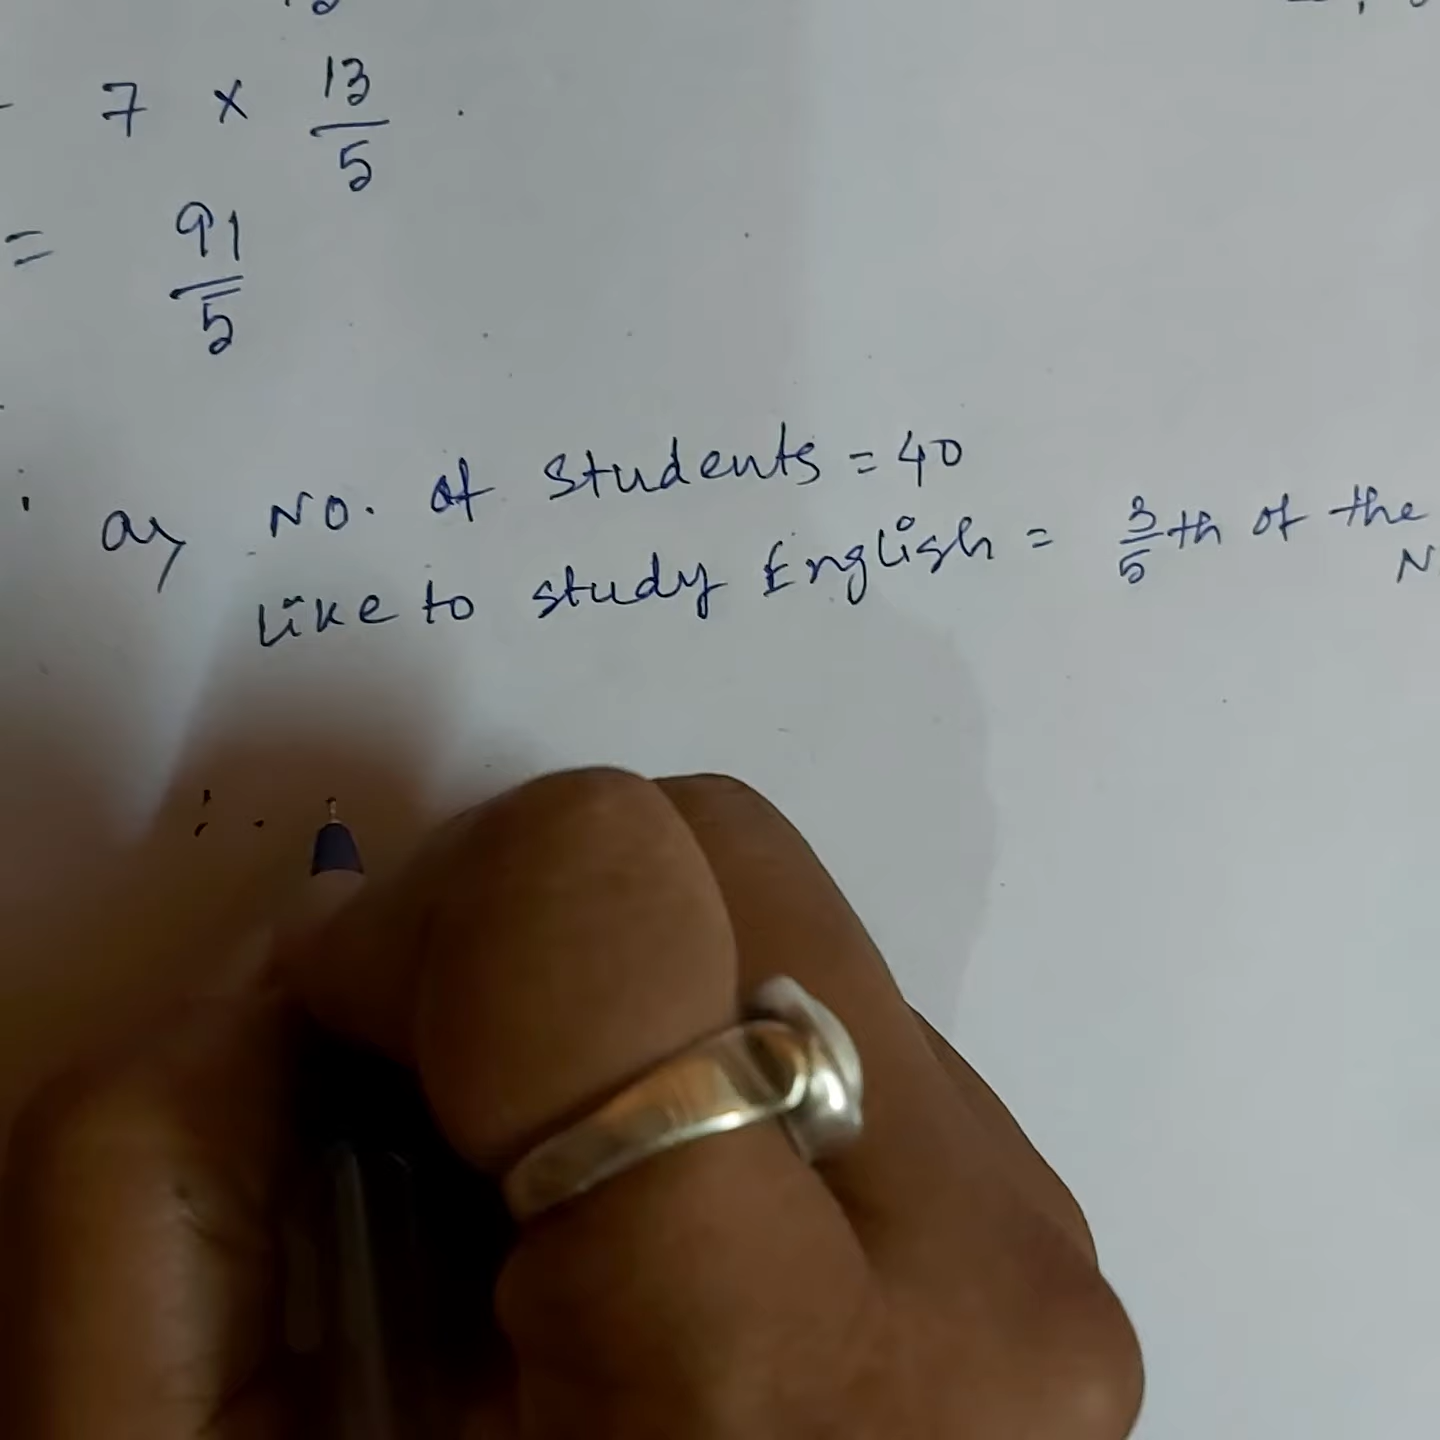 7 × 13/5
= 91/5
a) No. of students = 40
Like to study English = 3/5 th of the
N